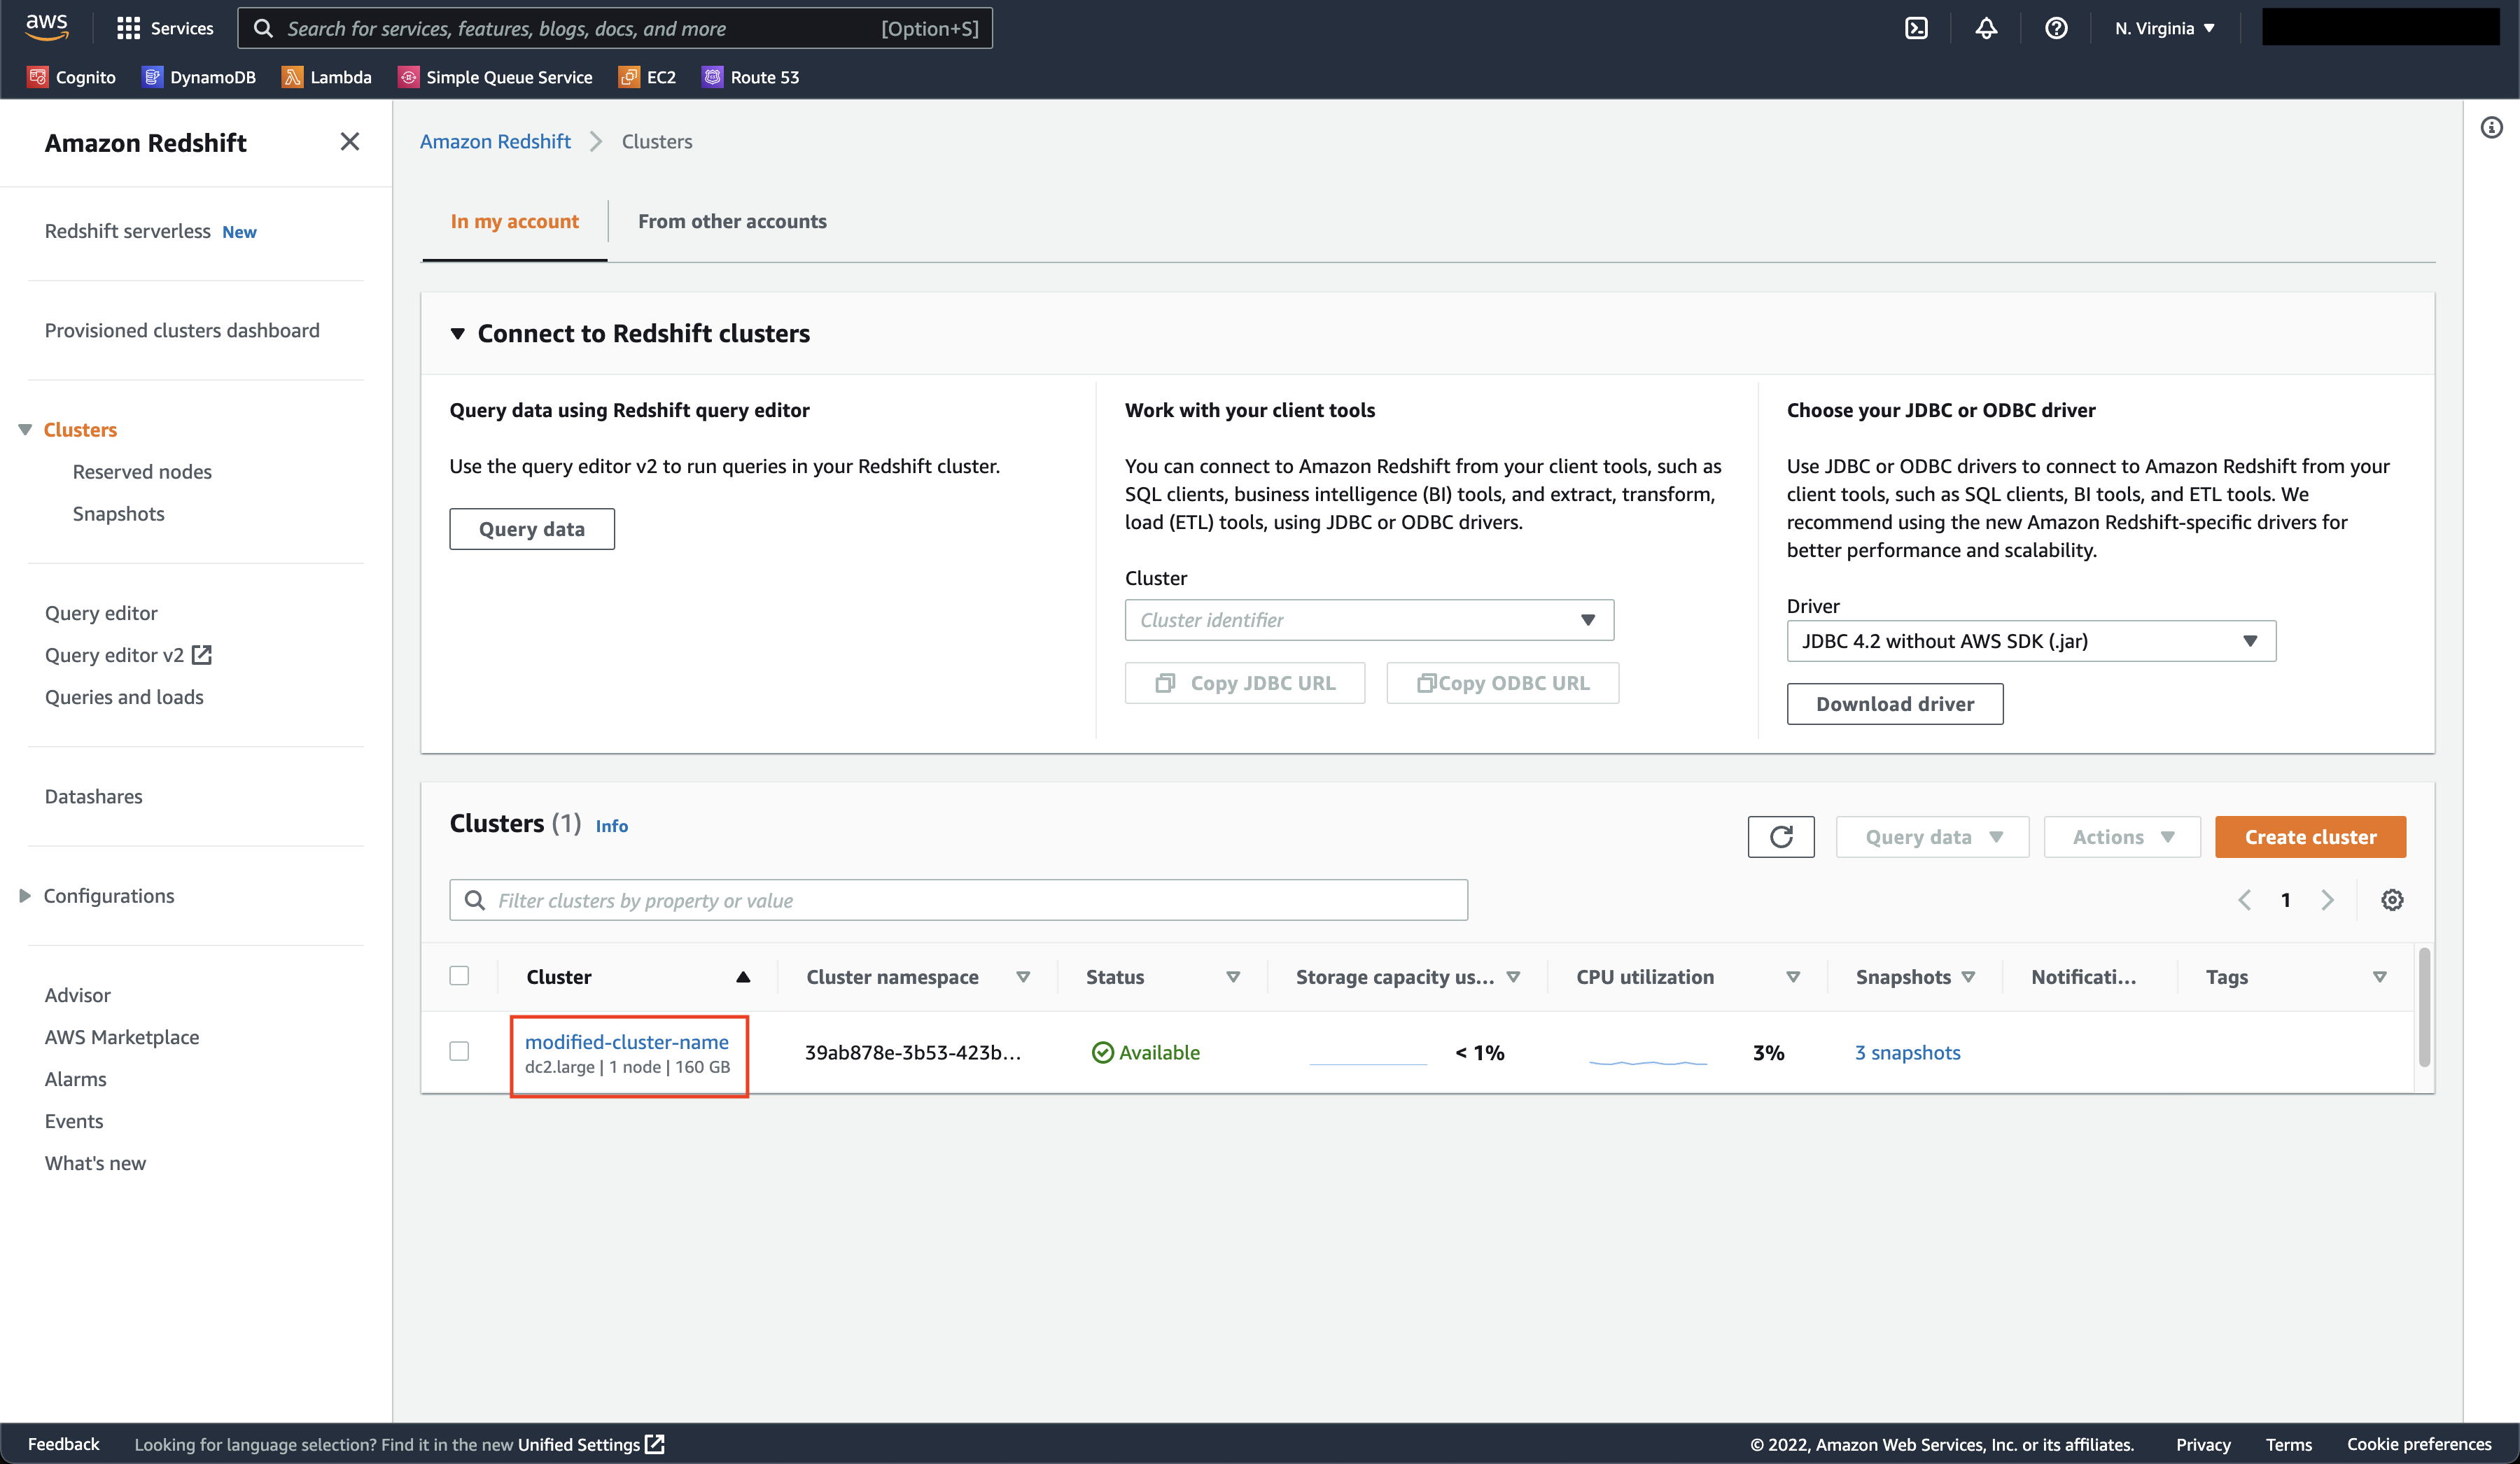 aws
Services
Search for services, features, blogs, docs, and more
[Option+S]
N. Virginia
Cognito
DynamoDB
Lambda
Simple Queue Service
EC2
Route 53
Amazon Redshift
Redshift serverless New
Provisioned clusters dashboard
Clusters
Reserved nodes
Snapshots
Query editor
Query editor v2
Queries and loads
Datashares
Configurations
Advisor
AWS Marketplace
Alarms
Events
What's new
Amazon Redshift
Clusters
In my account
From other accounts
Connect to Redshift clusters
Query data using Redshift query editor
Use the query editor v2 to run queries in your Redshift cluster.
Query data
Work with your client tools
You can connect to Amazon Redshift from your client tools, such as
SQL clients, business intelligence (BI) tools, and extract, transform,
load (ETL) tools, using JDBC or ODBC drivers.
Cluster
Cluster identifier
Copy JDBC URL
Copy ODBC URL
Choose your JDBC or ODBC driver
Use JDBC or ODBC drivers to connect to Amazon Redshift from your
client tools, such as SQL clients, BI tools, and ETL tools. We
recommend using the new Amazon Redshift-specific drivers for
better performance and scalability.
Driver
JDBC 4.2 without AWS SDK (.jar)
Download driver
Clusters (1) Info
Query data
Actions
Create cluster
Filter clusters by property or value
1
Cluster
Cluster namespace
Status
Storage capacity us...
CPU utilization
Snapshots
Notificati...
Tags
modified-cluster-name
dc2.large | 1 node | 160 GB
39ab878e-3b53-423b...
Available
< 1%
3%
3 snapshots
Feedback
Looking for language selection? Find it in the new Unified Settings
© 2022, Amazon Web Services, Inc. or its affiliates.
Privacy
Terms
Cookie preferences